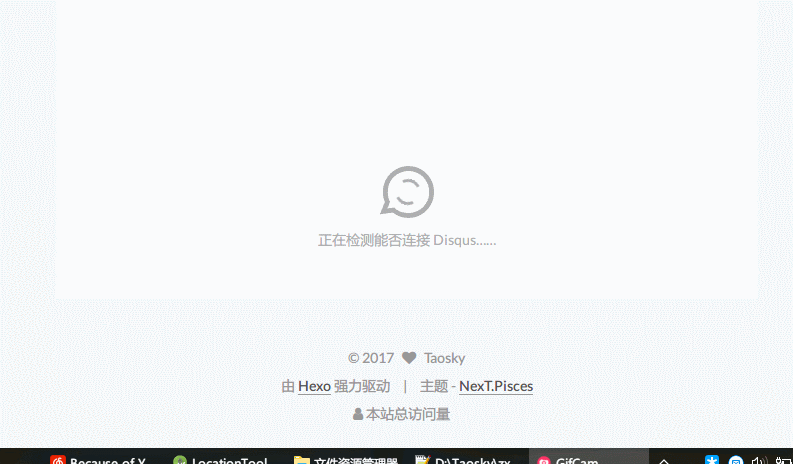 正在检测能否连接 Disqus......
© 2017 Taosky
由 Hexo 强力驱动 | 主题 - NexT.Pisces
本站总访问量
Because of Y LocationTool 文件资源管理器 D:\Taosky\zy GifCam